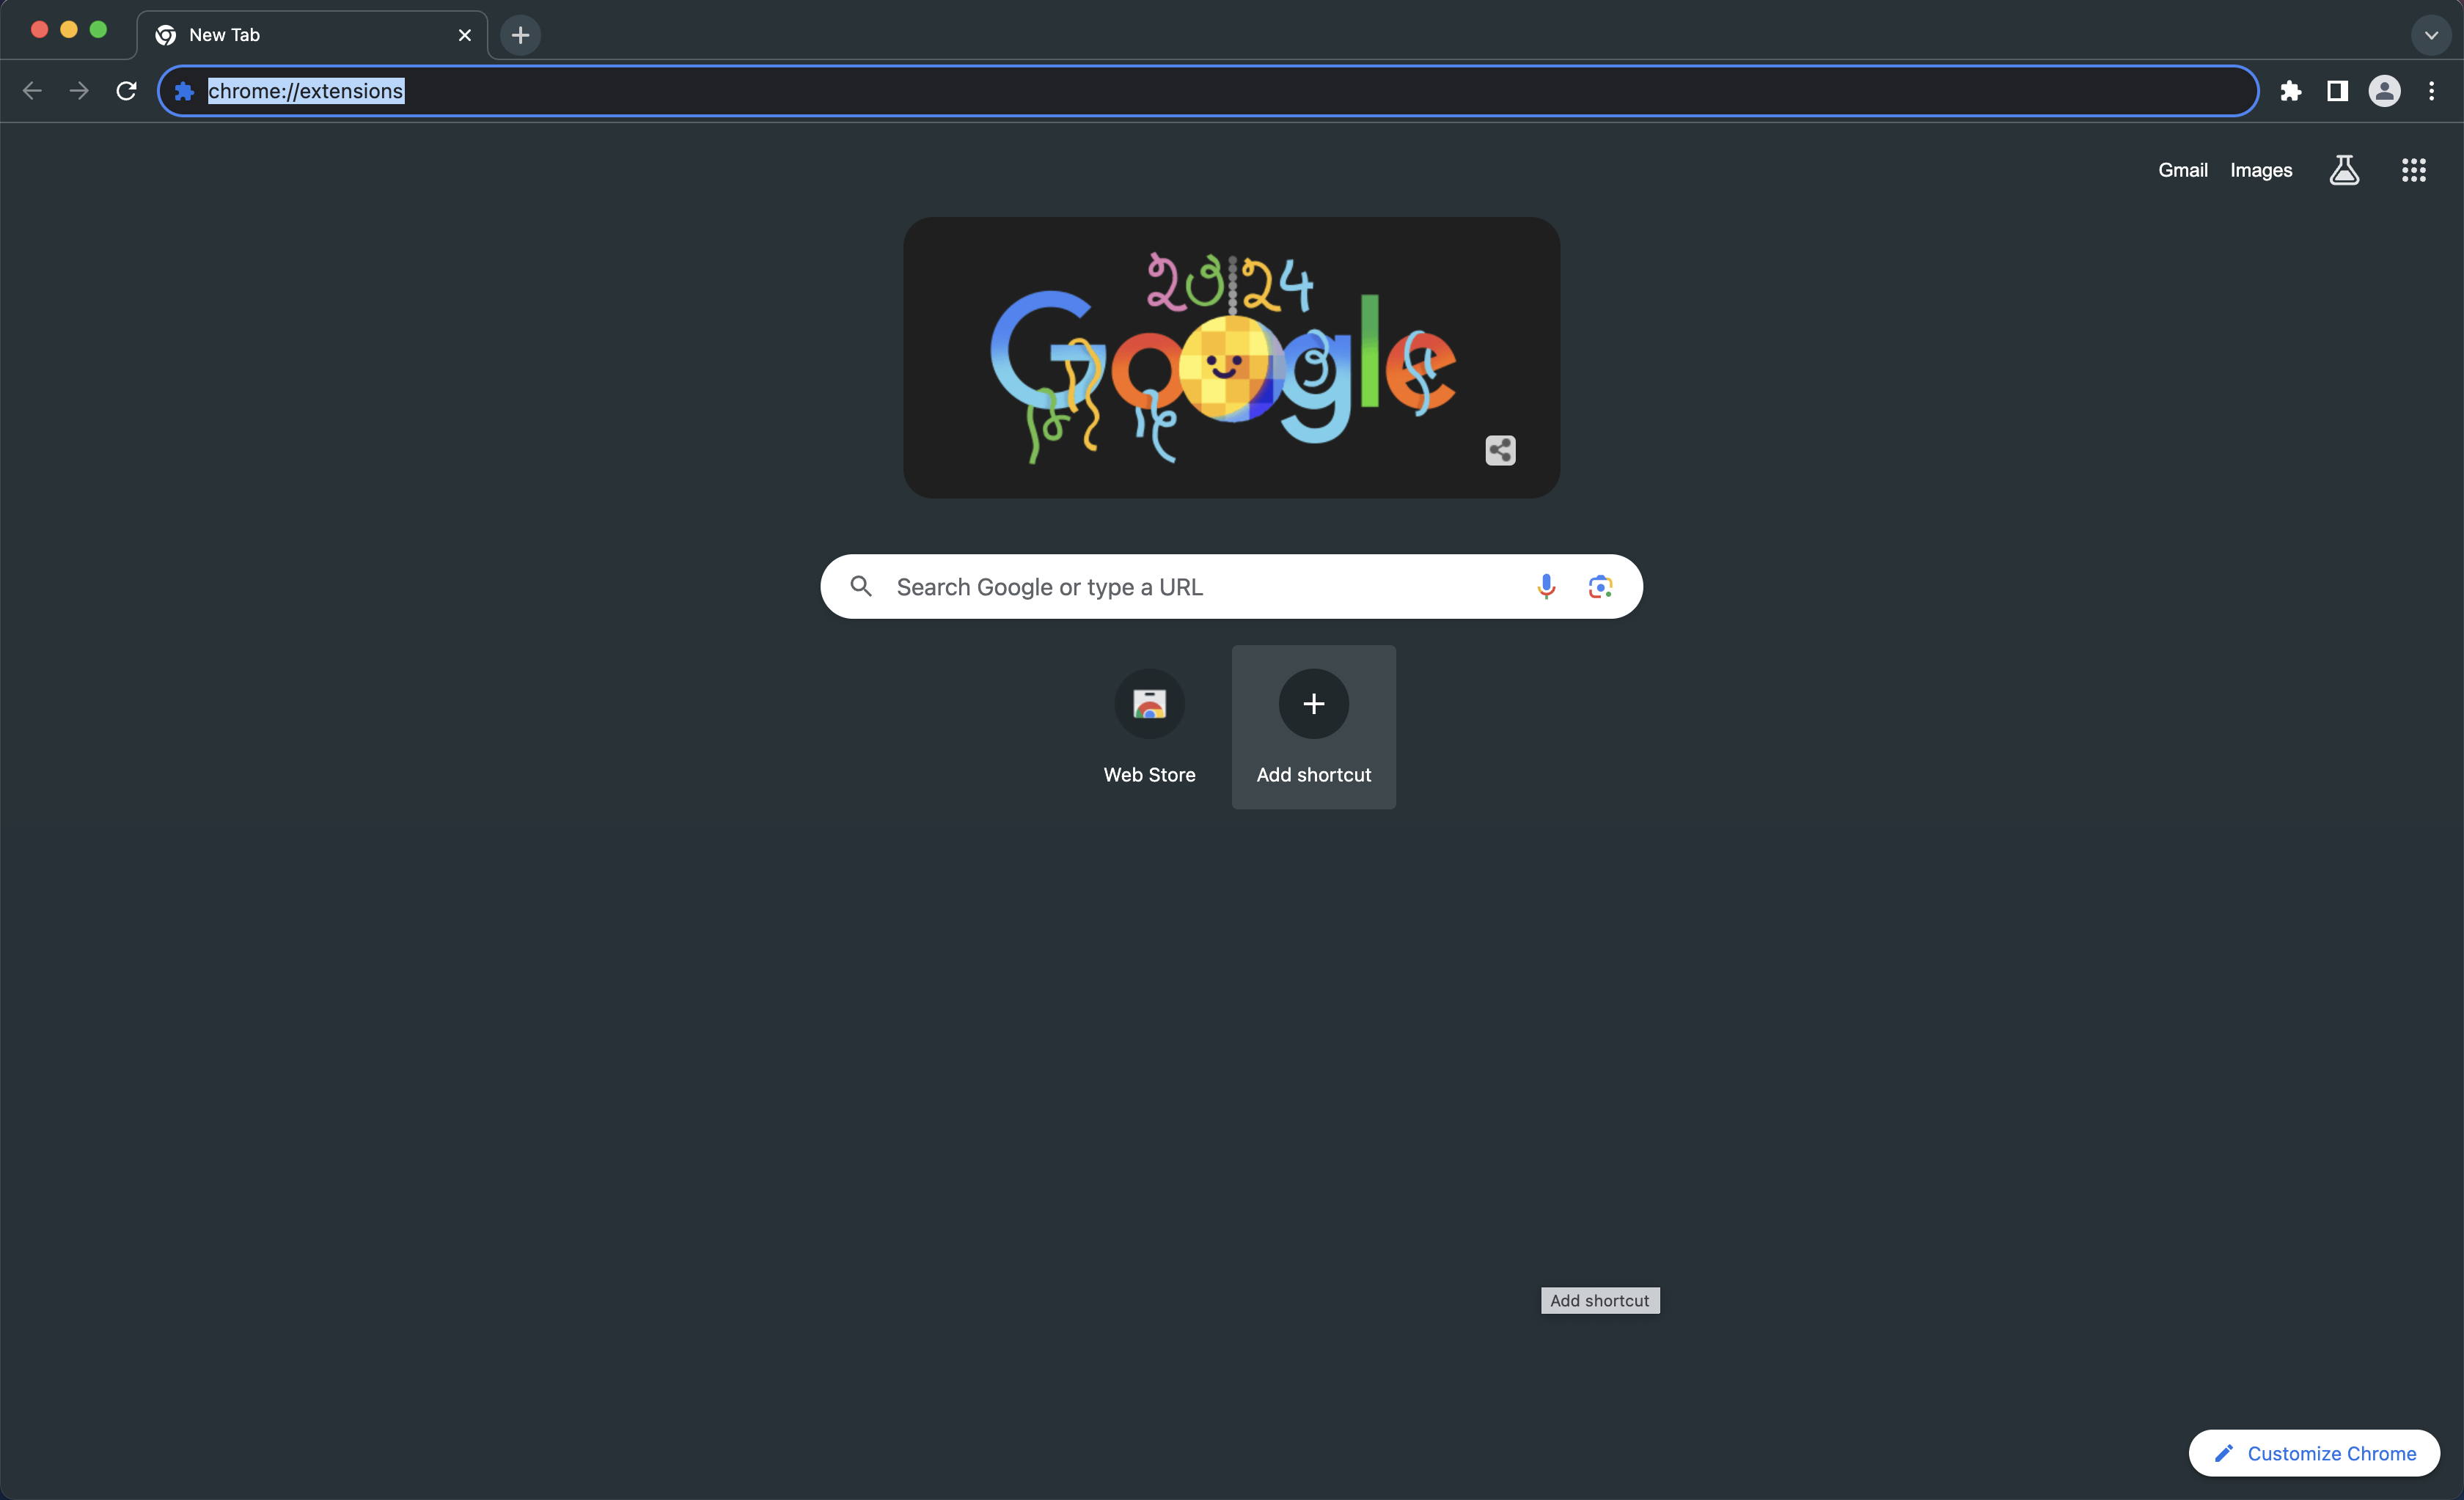 New Tab
chrome://extensions
Gmail Images
2024
Google
Search Google or type a URL
Web Store
Add shortcut
Add shortcut
Customize Chrome